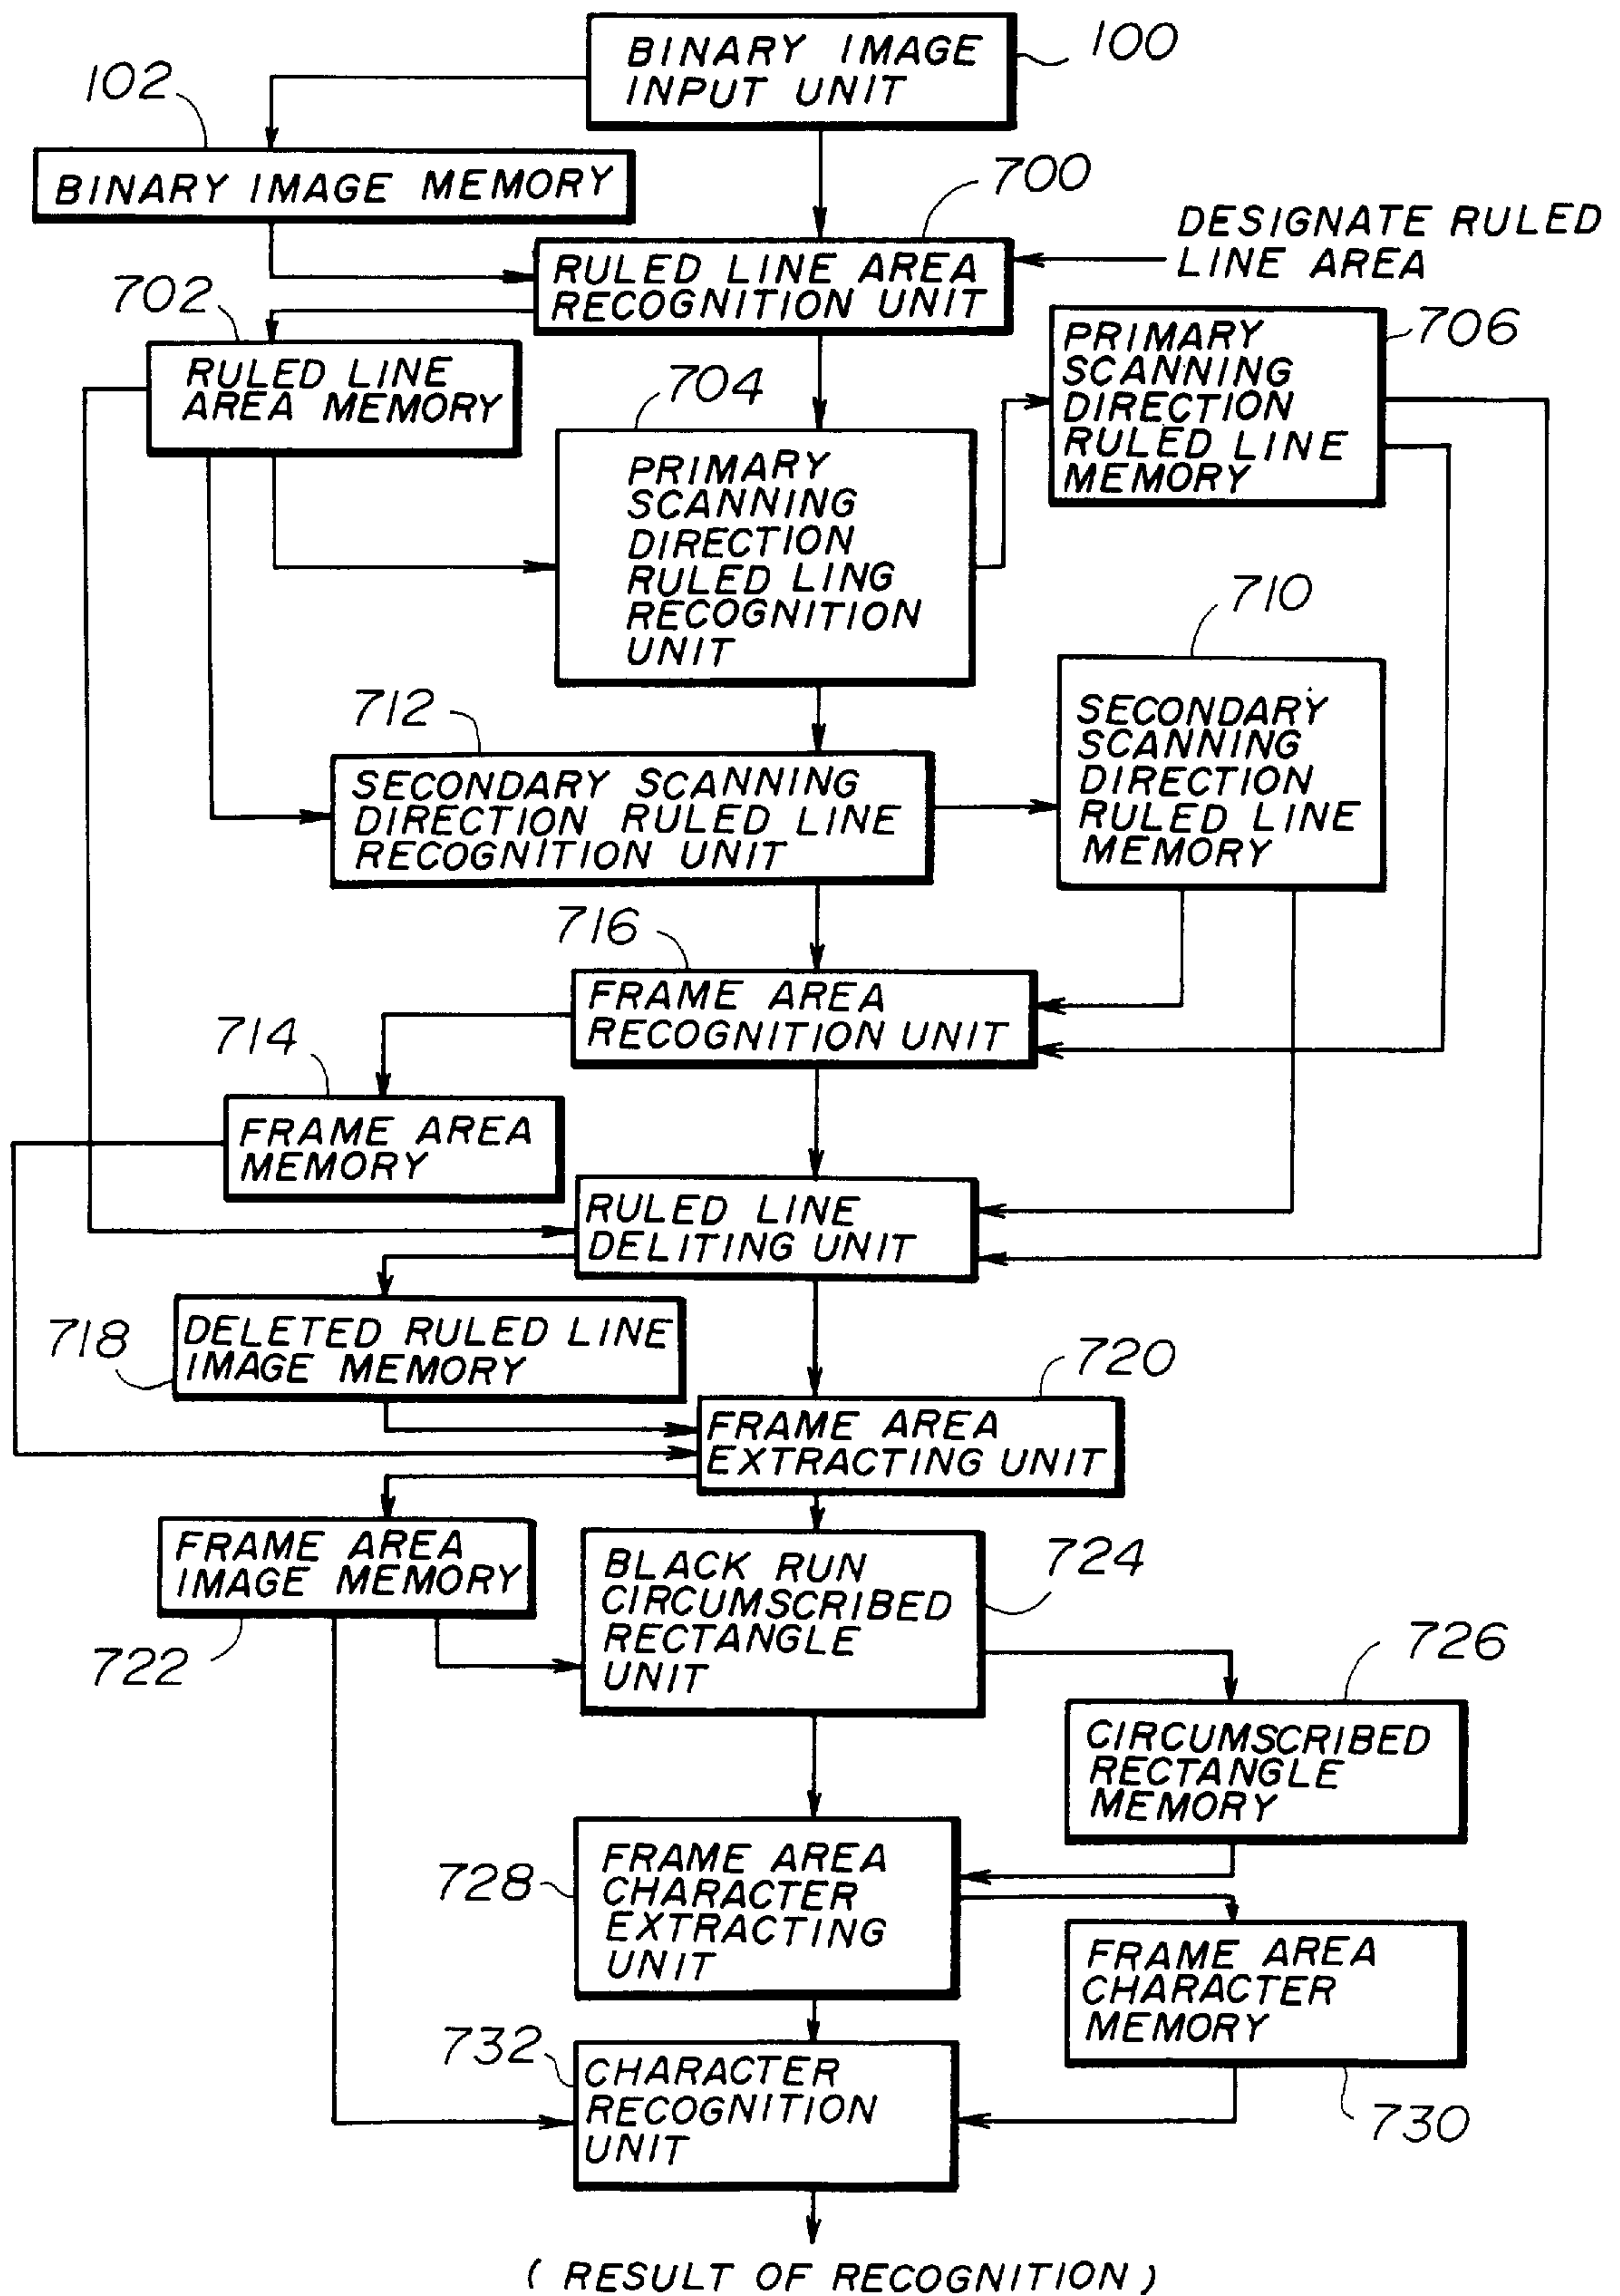 BINARY IMAGE
INPUT UNIT
100
102
BINARY IMAGE MEMORY
700
DESIGNATE RULED
LINE AREA
RULED LINE AREA
RECOGNITION UNIT
702
RULED LINE
AREA MEMORY
704
PRIMARY
SCANNING
DIRECTION
RULED LINE
MEMORY
706
PRIMARY
SCANNING
DIRECTION
RULED LING
RECOGNITION
UNIT
710
712
SECONDARY SCANNING
DIRECTION RULED LINE
RECOGNITION UNIT
SECONDARY
SCANNING
DIRECTION
RULED LINE
MEMORY
716
FRAME AREA
RECOGNITION UNIT
714
FRAME AREA
MEMORY
RULED LINE
DELITING UNIT
718
DELETED RULED LINE
IMAGE MEMORY
720
FRAME AREA
EXTRACTING UNIT
FRAME AREA
IMAGE MEMORY
722
BLACK RUN
CIRCUMSCRIBED
RECTANGLE
UNIT
724
726
CIRCUMSCRIBED
RECTANGLE
MEMORY
728
FRAME AREA
CHARACTER
EXTRACTING
UNIT
FRAME AREA
CHARACTER
MEMORY
730
732
CHARACTER
RECOGNITION
UNIT
( RESULT OF RECOGNITION )